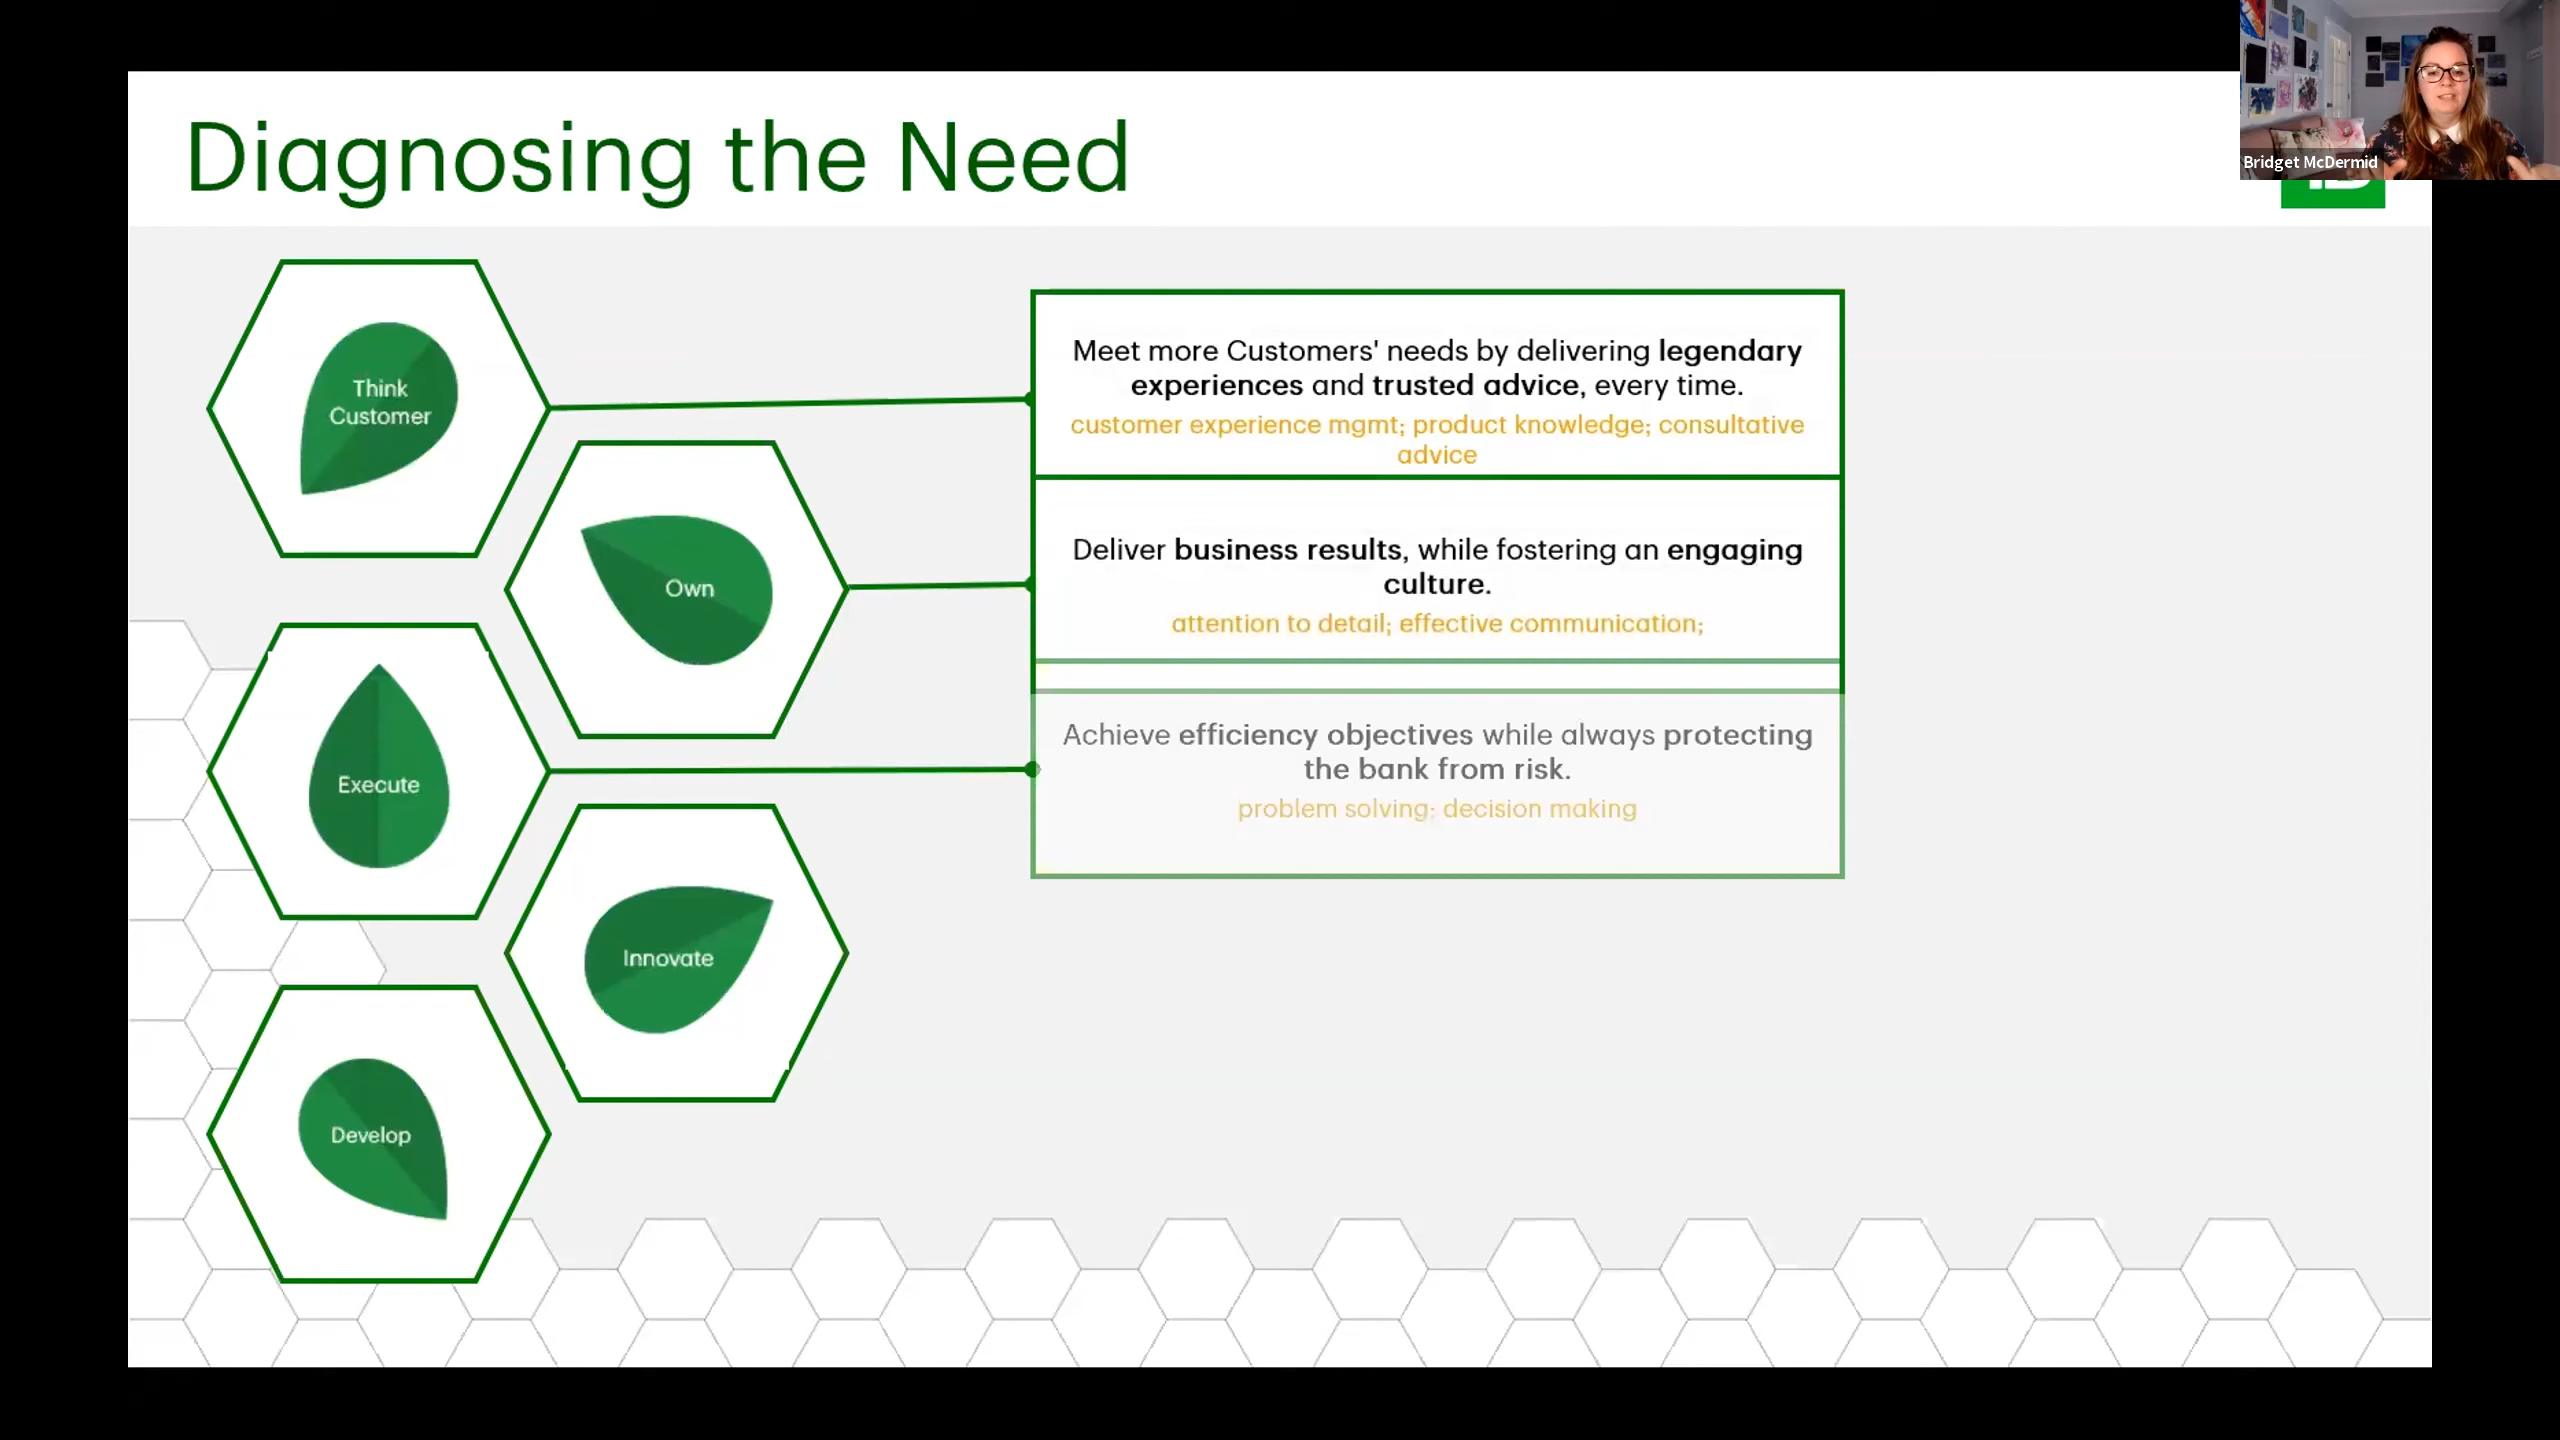 Diagnosing the Need
Bridget McDermid
Think
Customer
Meet more Customers' needs by delivering legendary
experiences and trusted advice, every time.
customer experience mgmt; product knowledge; consultative
advice
Own
Deliver business results, while fostering an engaging
culture.
attention to detail; effective communication;
Execute
Achieve efficiency objectives while always protecting
the bank from risk.
problem solving; decision making
Innovate
Develop